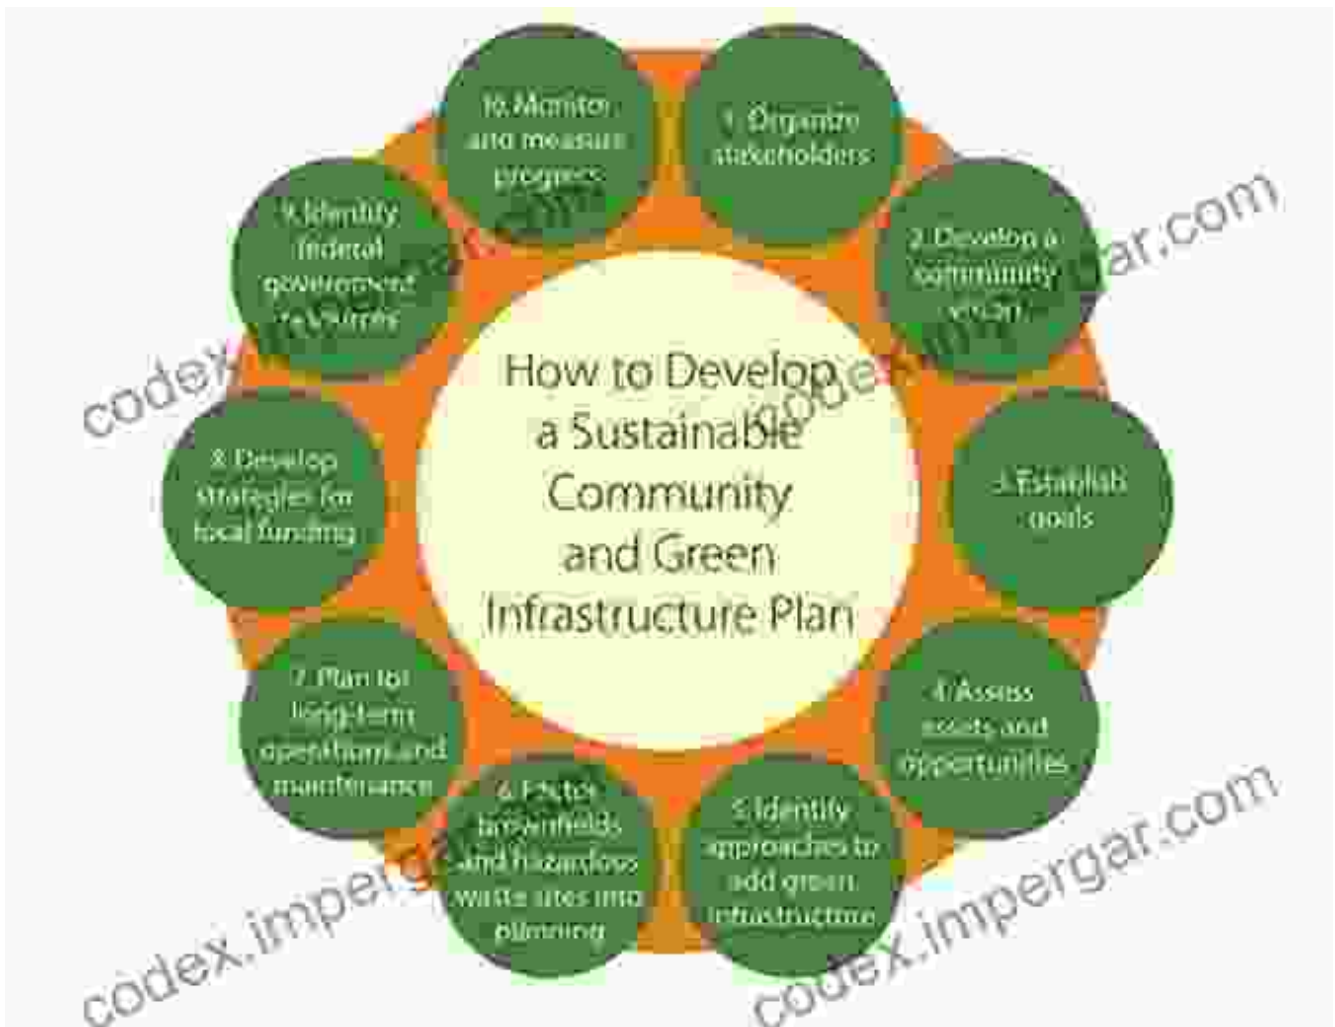 How to Develop
a Sustainable
Community
and Green
Infrastructure Plan
1. Organize
stakeholders
2. Develop a
community
vision
3. Establish
goals
4. Assess
assets and
opportunities
5. Identify
approaches to
add green
infrastructure
6. Factor
brownfields
and hazardous
waste sites into
planning
7. Plan for
long-term
operations and
maintenance
8. Develop
strategies for
local funding
9. Identify
federal
government
resources
10. Monitor
and measure
progress
codex.impergar.com
codex.impergar.com
codex.impergar.com
codex.impergar.com